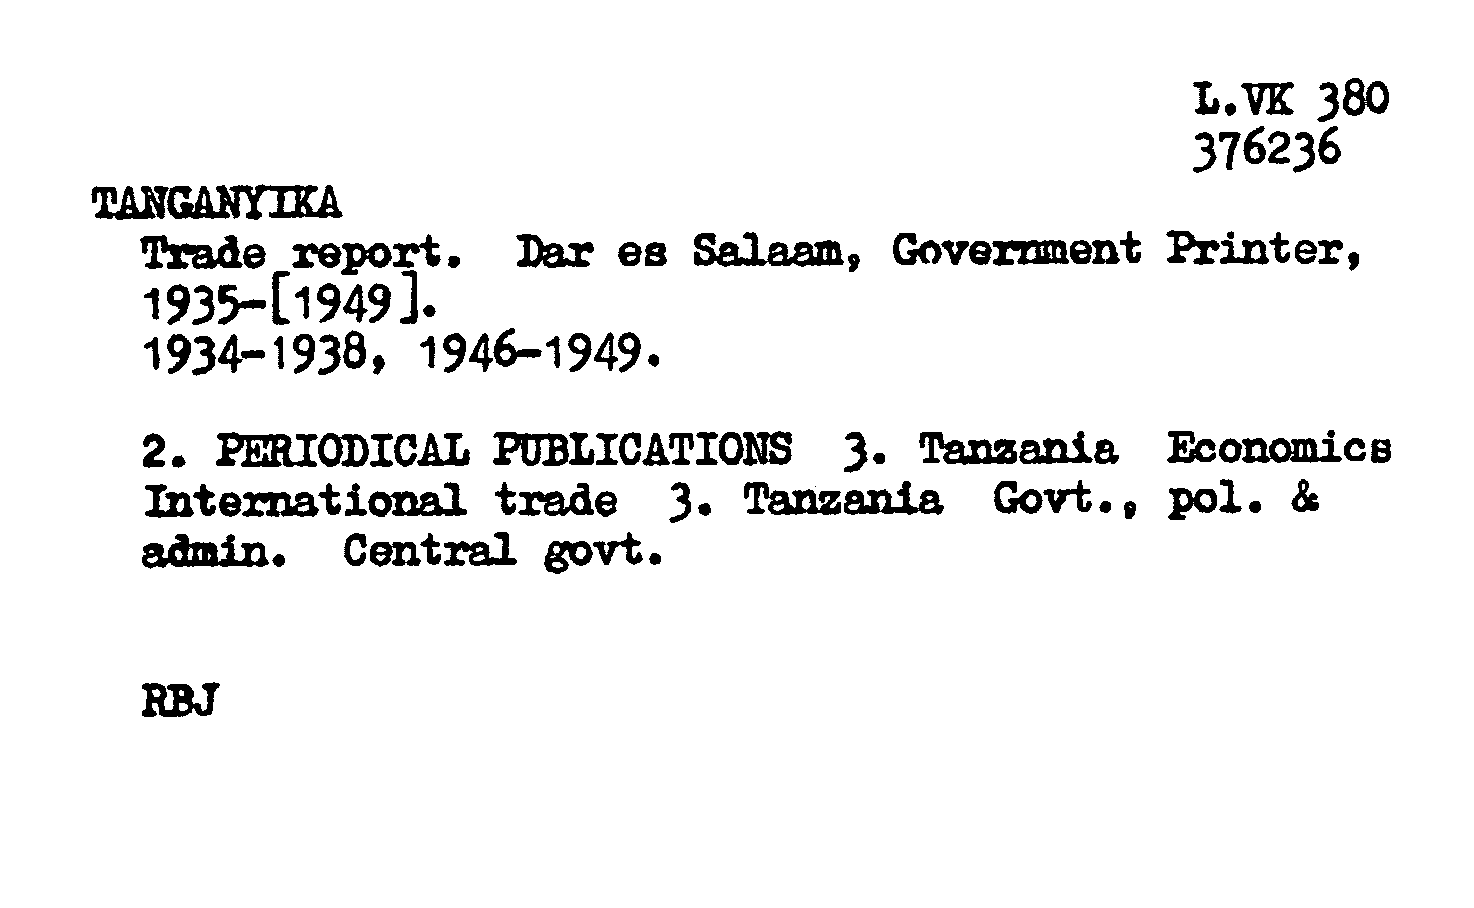 L.VK 380
376236
TANGANYIKA
Trade report. Dar es Salaam, Government Printer,
1935-[1949].
1934-1938, 1946-1949.
2. PERIODICAL PUBLICATIONS 3. Tanzania Economics
International trade 3. Tanzania Govt., pol. &
admin. Central govt.
RBJ